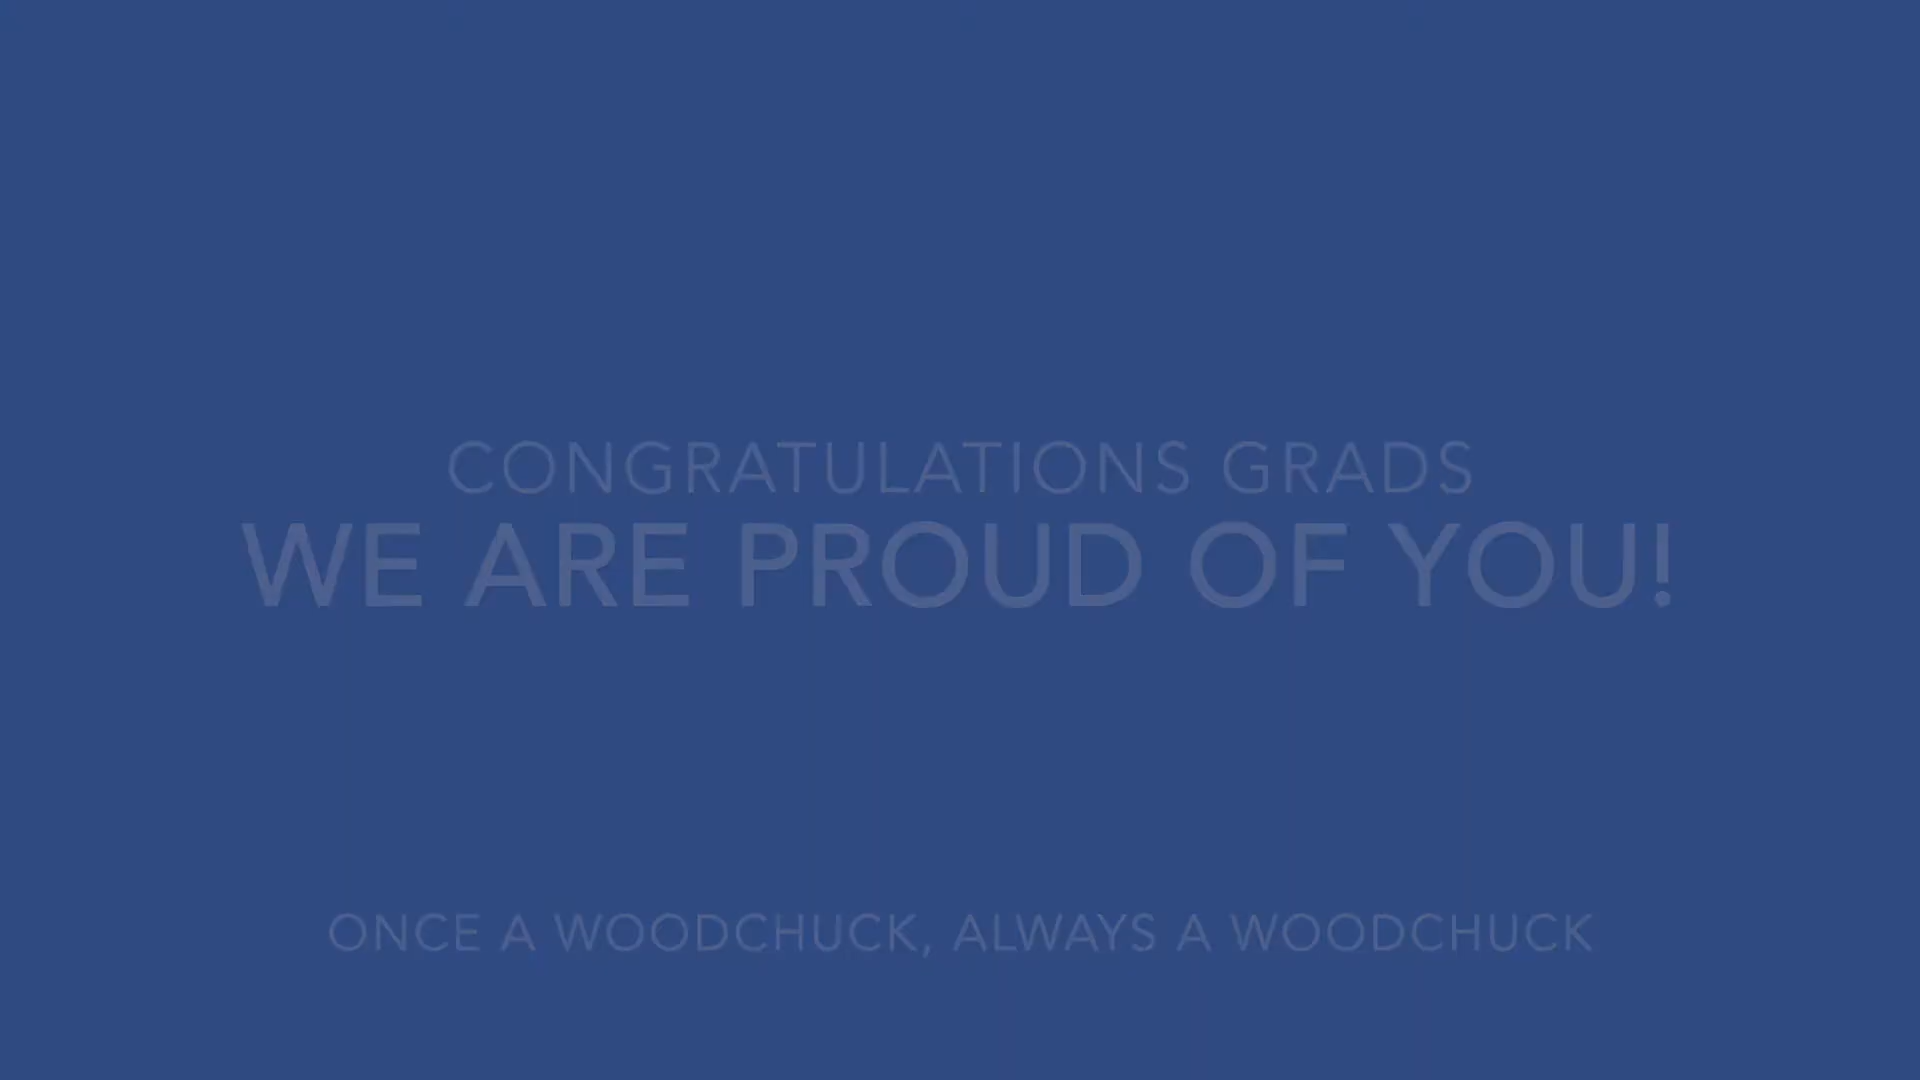 CONGRATULATIONS GRADS
WE ARE PROUD OF YOU!
ONCE A WOODCHUCK, ALWAYS A WOODCHUCK